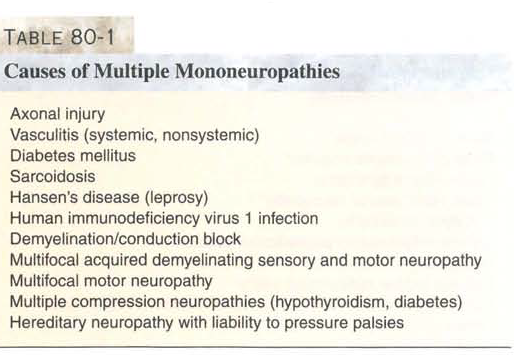 TABLE 80-1
Causes of Multiple Mononeuropathies
Axonal injury
Vasculitis (systemic, nonsystemic)
Diabetes mellitus
Sarcoidosis
Hansen's disease (leprosy)
Human immunodeficiency virus 1 infection
Demyelination/conduction block
Multifocal acquired demyelinating sensory and motor neuropathy
Multifocal motor neuropathy
Multiple compression neuropathies (hypothyroidism, diabetes)
Hereditary neuropathy with liability to pressure palsies